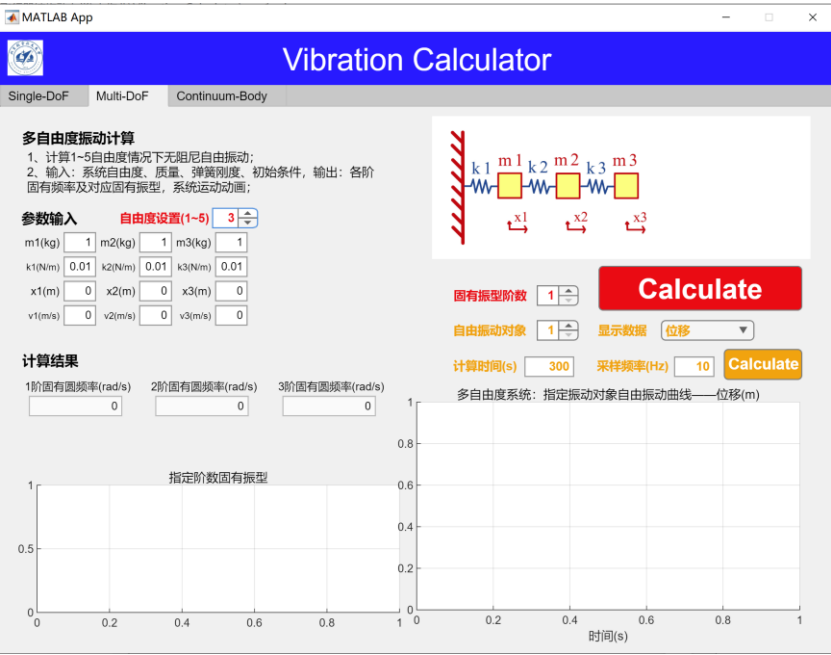 MATLAB App
Vibration Calculator
Single-DoF Multi-DoF Continuum-Body
多自由度振动计算
1、计算1~5自由度情况下无阻尼自由振动；
2、输入：系统自由度、质量、弹簧刚度、初始条件，输出：各阶
固有频率及对应固有振型，系统运动动画；
参数输入 自由度设置(1~5) 3
m1(kg) 1 m2(kg) 1 m3(kg) 1
k1(N/m) 0.01 k2(N/m) 0.01 k3(N/m) 0.01
x1(m) 0 x2(m) 0 x3(m) 0
v1(m/s) 0 v2(m/s) 0 v3(m/s) 0
计算结果
1阶固有圆频率(rad/s) 2阶固有圆频率(rad/s) 3阶固有圆频率(rad/s)
0 0 0
指定阶数固有振型
1
0.5
0
0 0.2 0.4 0.6 0.8 1
k 1 m 1 k 2 m 2 k 3 m 3
x1 x2 x3
固有振型阶数 1 Calculate
自由振动对象 1 显示数据 位移
计算时间(s) 300 采样频率(Hz) 10 Calculate
多自由度系统：指定振动对象自由振动曲线——位移(m)
1
0.8
0.6
0.4
0.2
0
0 0.2 0.4 0.6 0.8 1
时间(s)